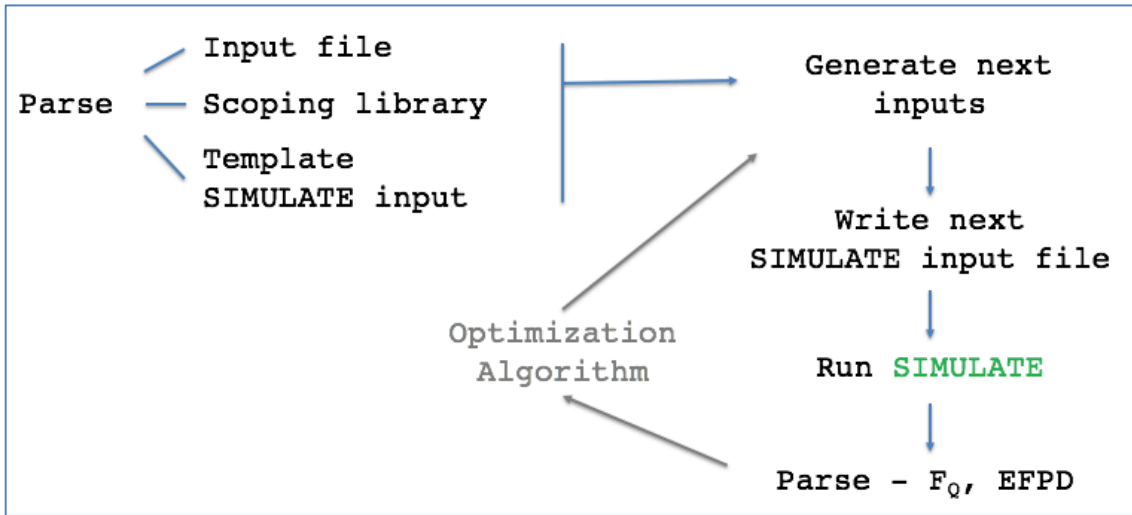 Parse
Input file
Scoping library
Template
SIMULATE input
Generate next
inputs
Write next
SIMULATE input file
Run SIMULATE
Parse – F_Q, EFPD
Optimization
Algorithm